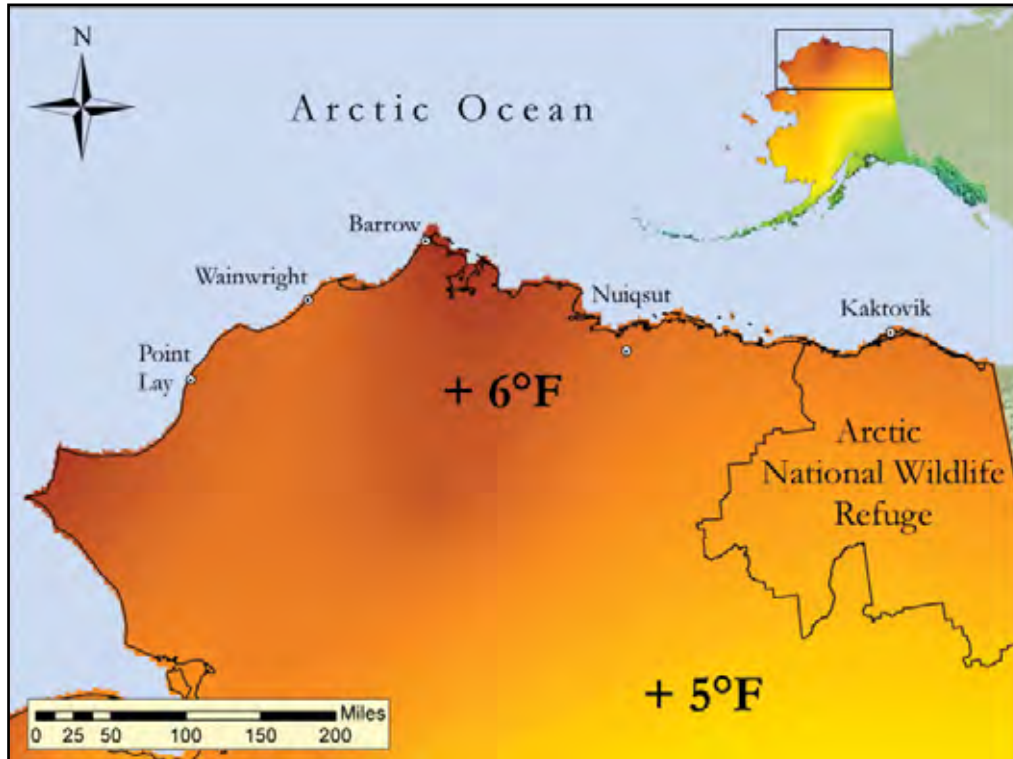 N
Arctic Ocean
Barrow
Wainwright
Nuiqsut
Kaktovik
Point
Lay
+ 6°F
Arctic
National Wildlife
Refuge
+ 5°F
Miles
0 25 50 100 150 200